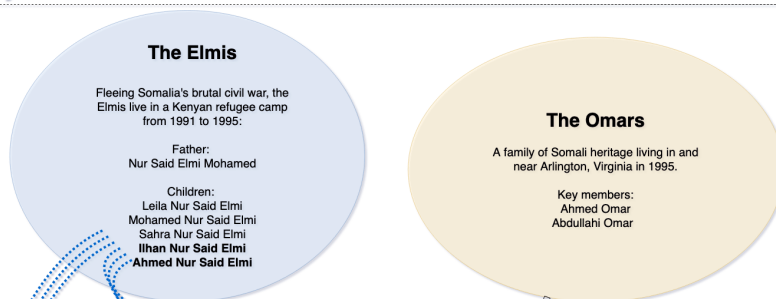 The Elmis
Fleeing Somalia's brutal civil war, the
Elmis live in a Kenyan refugee camp
from 1991 to 1995:
Father:
Nur Said Elmi Mohamed
Children:
Leila Nur Said Elmi
Mohamed Nur Said Elmi
Sahra Nur Said Elmi
Ilhan Nur Said Elmi
Ahmed Nur Said Elmi
The Omars
A family of Somali heritage living in and
near Arlington, Virginia in 1995.
Key members:
Ahmed Omar
Abdullahi Omar